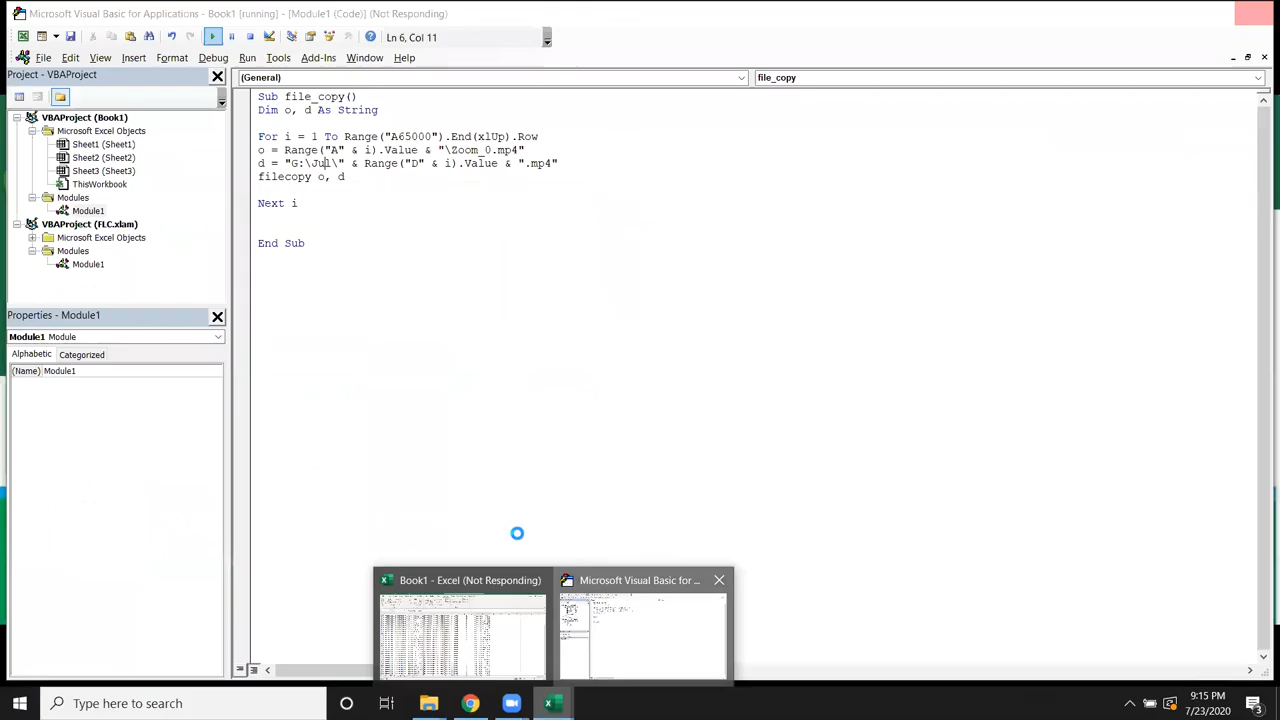 Microsoft Visual Basic for Applications - Book1 [running] - [Module1 (Code)] (Not Responding)
Ln 6, Col 11
File Edit View Insert Format Debug Run Tools Add-Ins Window Help
Project - VBAProject
(General)
file_copy
VBAProject (Book1)
Microsoft Excel Objects
Sheet1 (Sheet1)
Sheet2 (Sheet2)
Sheet3 (Sheet3)
ThisWorkbook
Modules
Module1
VBAProject (FLC.xlam)
Microsoft Excel Objects
Modules
Module1
Properties - Module1
Module1 Module
Alphabetic Categorized
(Name) Module1
Sub file_copy()
Dim o, d As String
For i = 1 To Range("A65000").End(xlUp).Row
o = Range("A" & i).Value & "\Zoom_0.mp4"
d = "G:\Jul\" & Range("D" & i).Value & ".mp4"
filecopy o, d
Next i
End Sub
Book1 - Excel (Not Responding)
Microsoft Visual Basic for ...
Type here to search
9:15 PM
7/23/2020
3